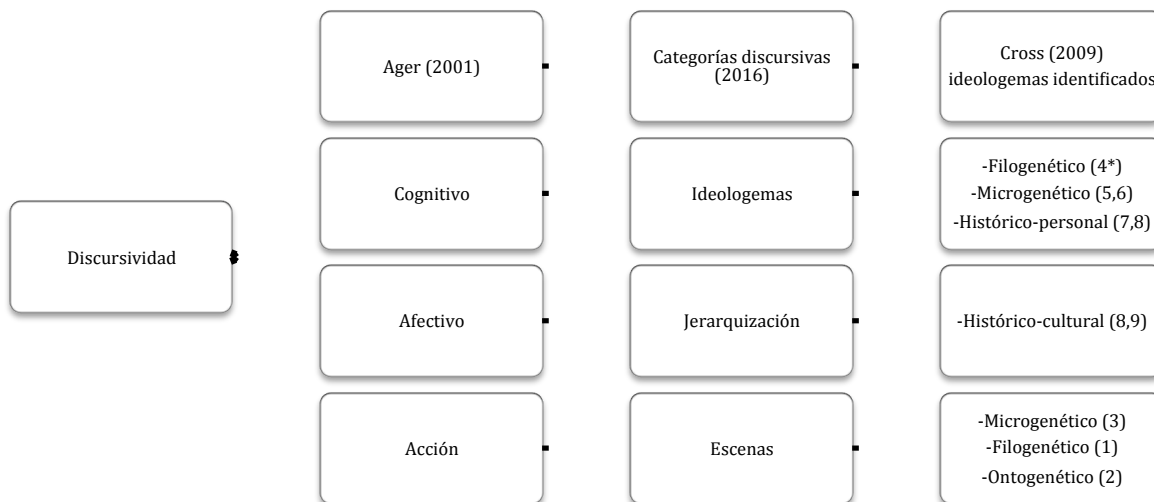 Ager (2001)
Categorías discursivas
(2016)
Cross (2009)
ideologemas identificados
Discursividad
Cognitivo
Ideologemas
-Filogenético (4*)
-Microgenético (5,6)
-Histórico-personal (7,8)
Afectivo
Jerarquización
-Histórico-cultural (8,9)
Acción
Escenas
-Microgenético (3)
-Filogenético (1)
-Ontogenético (2)